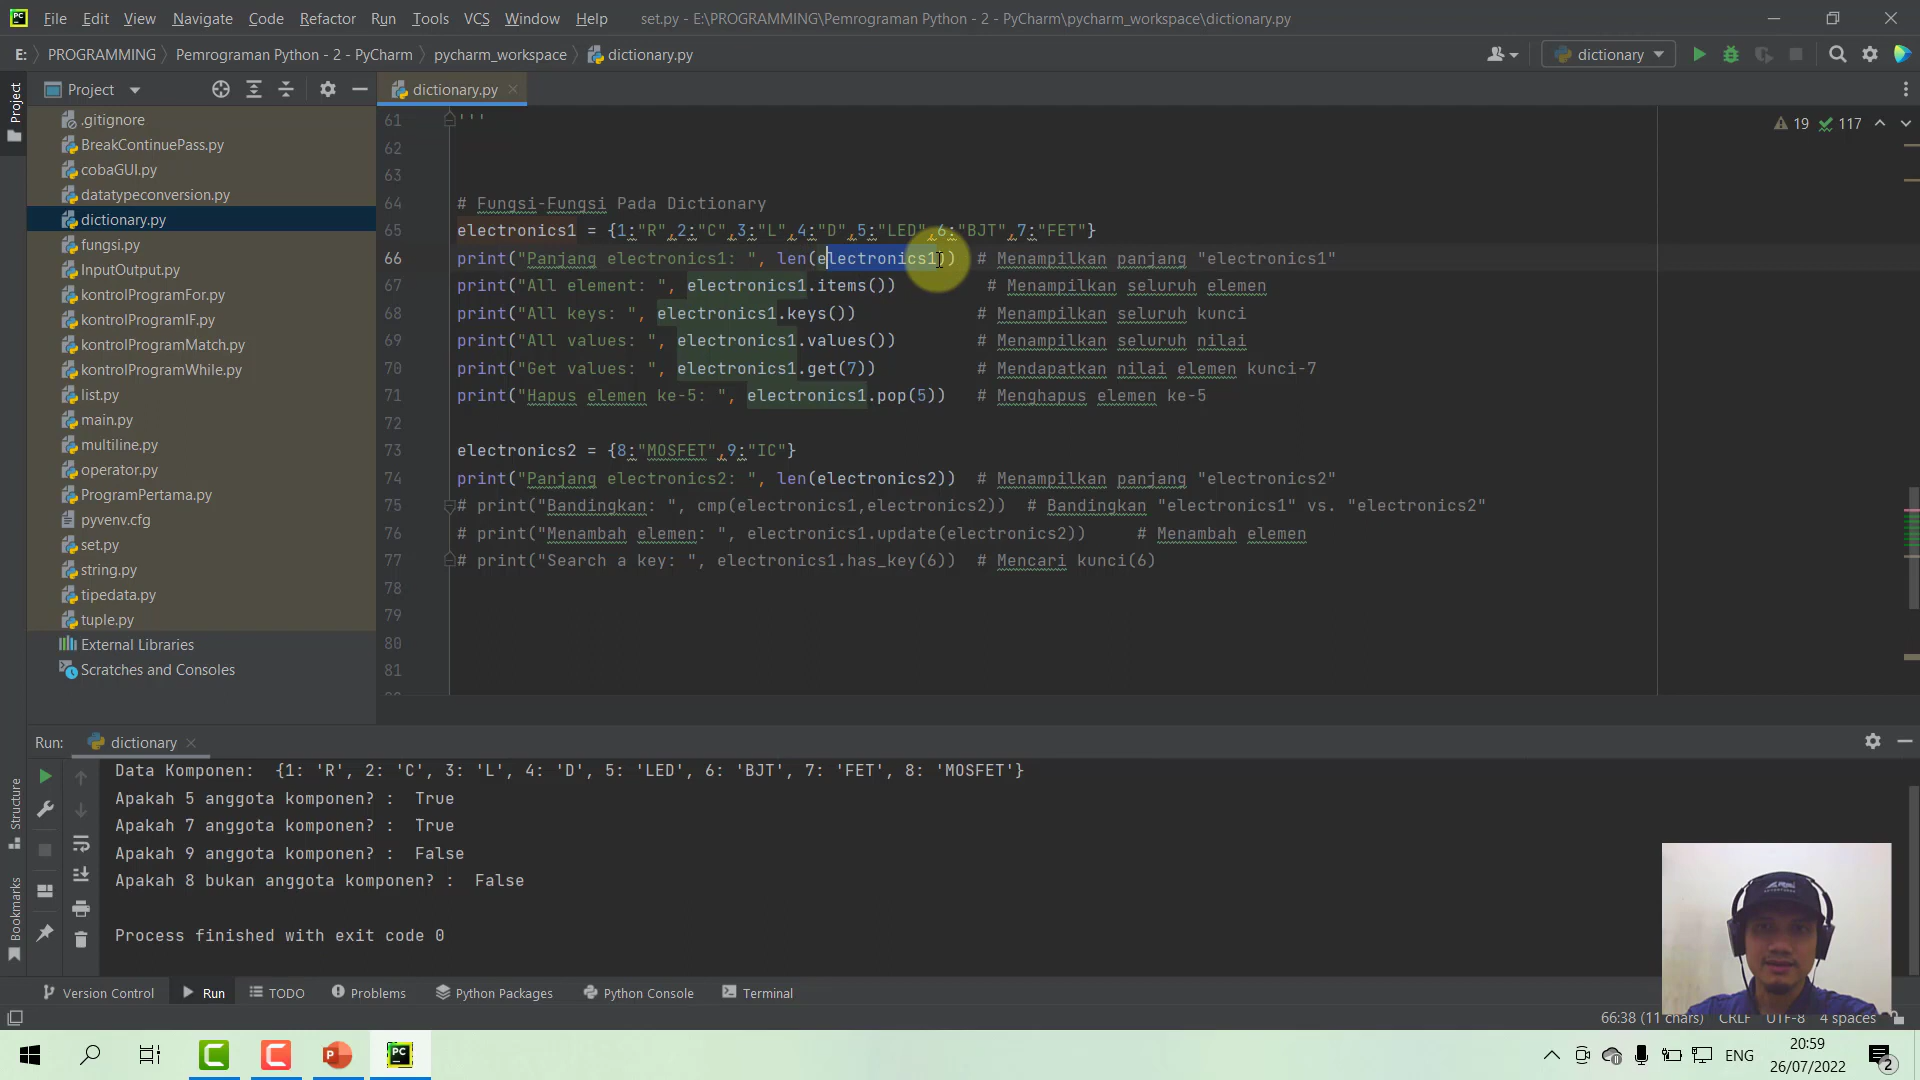 File Edit View Navigate Code Refactor Run Tools VCS Window Help set.py - E:\PROGRAMMING\Pemrograman Python - 2 - PyCharm\pycharm_workspace\dictionary.py
E: PROGRAMMING Pemrograman Python - 2 - PyCharm pycharm_workspace dictionary.py dictionary
Project
Project
dictionary.py
.gitignore
BreakContinuePass.py
cobaGUI.py
datatypeconversion.py
dictionary.py
fungsi.py
InputOutput.py
kontrolProgramFor.py
kontrolProgramIF.py
kontrolProgramMatch.py
kontrolProgramWhile.py
list.py
main.py
multiline.py
operator.py
ProgramPertama.py
pyvenv.cfg
set.py
string.py
tipedata.py
tuple.py
External Libraries
Scratches and Consoles
19 117
61 '''
62
63
64 # Fungsi-Fungsi Pada Dictionary
65 electronics1 = {1:"R",2:"C",3:"L",4:"D",5:"LED",6:"BJT",7:"FET"}
66 print("Panjang electronics1: ", len(electronics1)) # Menampilkan panjang "electronics1"
67 print("All element: ", electronics1.items()) # Menampilkan seluruh elemen
68 print("All keys: ", electronics1.keys()) # Menampilkan seluruh kunci
69 print("All values: ", electronics1.values()) # Menampilkan seluruh nilai
70 print("Get values: ", electronics1.get(7)) # Mendapatkan nilai elemen kunci-7
71 print("Hapus elemen ke-5: ", electronics1.pop(5)) # Menghapus elemen ke-5
72
73 electronics2 = {8:"MOSFET",9:"IC"}
74 print("Panjang electronics2: ", len(electronics2)) # Menampilkan panjang "electronics2"
75 # print("Bandingkan: ", cmp(electronics1,electronics2)) # Bandingkan "electronics1" vs. "electronics2"
76 # print("Menambah elemen: ", electronics1.update(electronics2)) # Menambah elemen
77 # print("Search a key: ", electronics1.has_key(6)) # Mencari kunci(6)
78
79
80
81
Run: dictionary
Data Komponen:  {1: 'R', 2: 'C', 3: 'L', 4: 'D', 5: 'LED', 6: 'BJT', 7: 'FET', 8: 'MOSFET'}
Apakah 5 anggota komponen? :  True
Apakah 7 anggota komponen? :  True
Apakah 9 anggota komponen? :  False
Apakah 8 bukan anggota komponen? :  False
Process finished with exit code 0
Structure
Bookmarks
Version Control Run TODO Problems Python Packages Python Console Terminal
66:38 (11 chars) CRLF UTF-8 4 spaces
ENG
20:59
26/07/2022
2